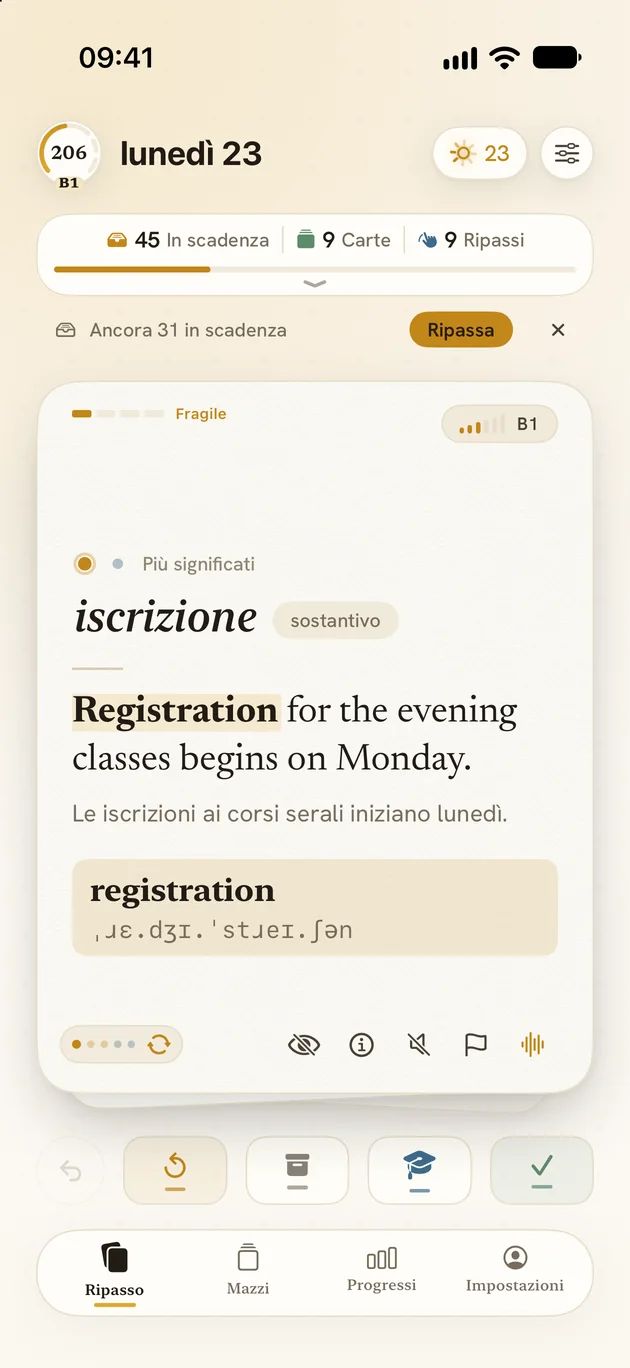 09:41
206
B1
lunedì 23
23
45 In scadenza
9 Carte
9 Ripassi
Ancora 31 in scadenza
Ripassa
Fragile
B1
Più significati
iscrizione
sostantivo
Registration for the evening
classes begins on Monday.
Le iscrizioni ai corsi serali iniziano lunedì.
registration
ˌɹɛ.dʒɪ.ˈstɹeɪ.ʃən
Ripasso
Mazzi
Progressi
Impostazioni